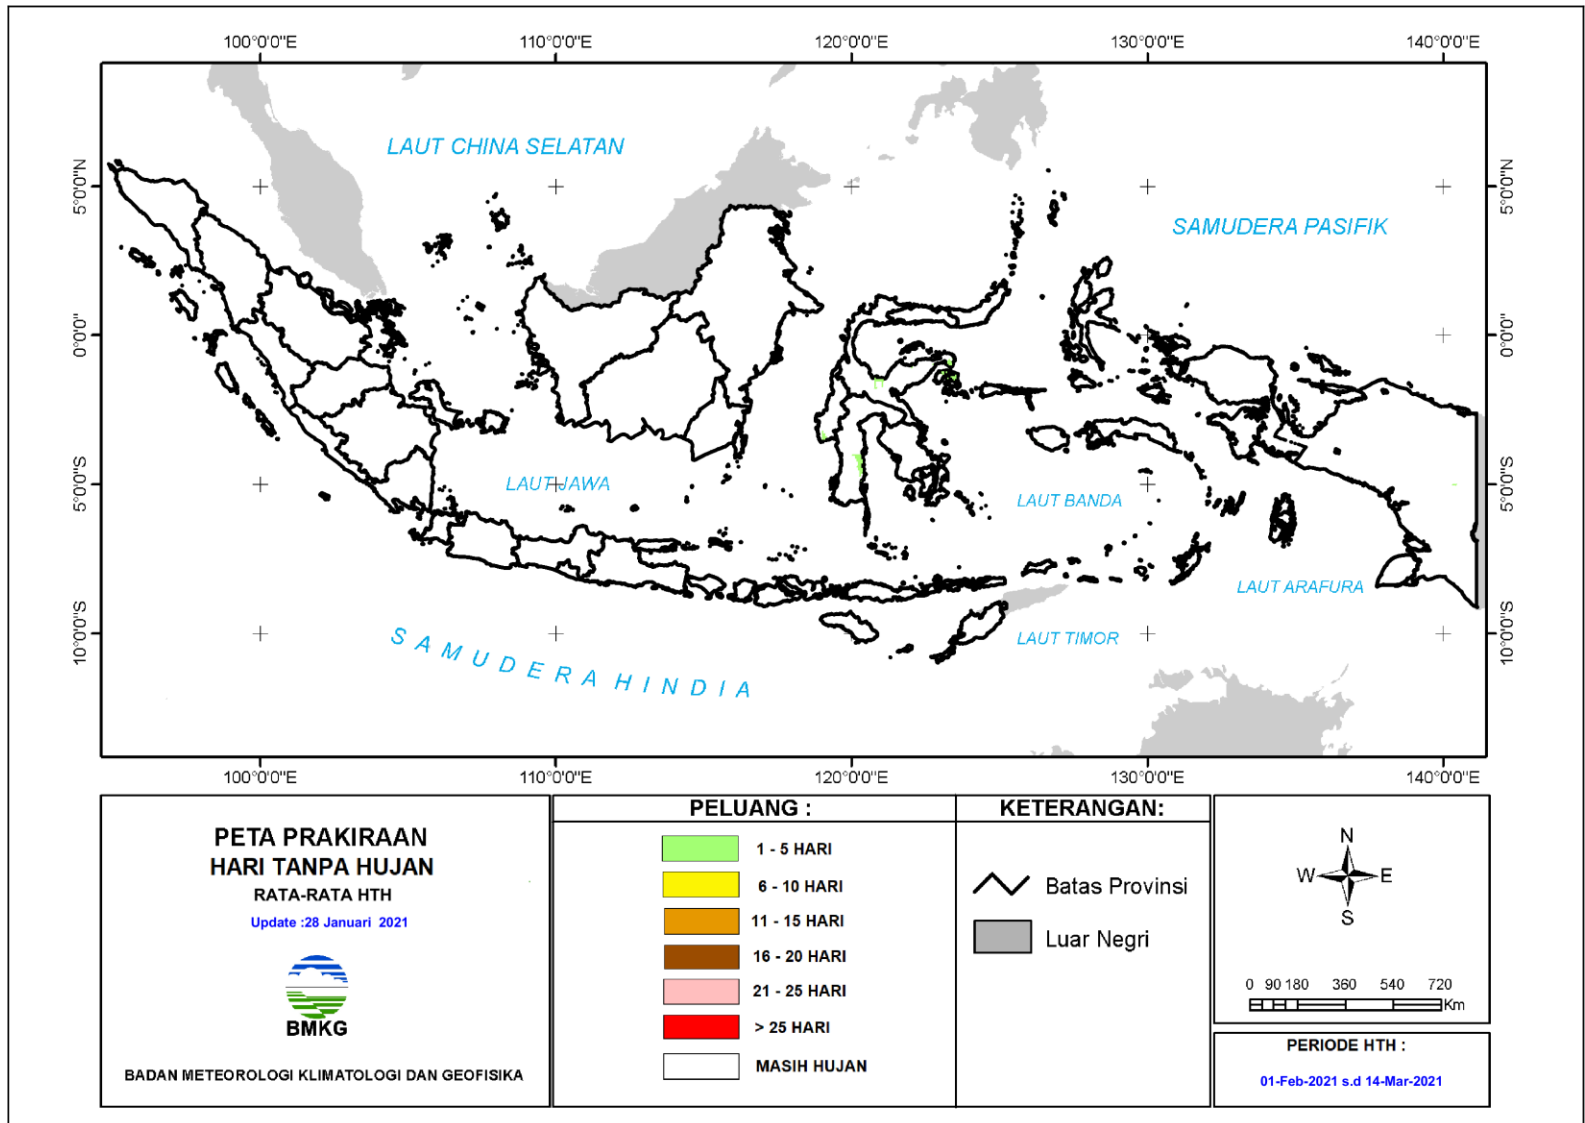 100°0'0"E 110°0'0"E 120°0'0"E 130°0'0"E 140°0'0"E
LAUT CHINA SELATAN
5°0'0"N 5°0'0"N
SAMUDERA PASIFIK
0°0'0" 0°0'0"
LAUT JAWA
LAUT BANDA
5°0'0"S 5°0'0"S
LAUT ARAFURA
LAUT TIMOR
10°0'0"S 10°0'0"S
SAMUDERA HINDIA
100°0'0"E 110°0'0"E 120°0'0"E 130°0'0"E 140°0'0"E
PETA PRAKIRAAN
HARI TANPA HUJAN
RATA-RATA HTH
Update :28 Januari 2021
BMKG
BADAN METEOROLOGI KLIMATOLOGI DAN GEOFISIKA
PELUANG :
1 - 5 HARI
6 - 10 HARI
11 - 15 HARI
16 - 20 HARI
21 - 25 HARI
> 25 HARI
MASIH HUJAN
KETERANGAN:
Batas Provinsi
Luar Negri
N
W E
S
0 90 180 360 540 720
Km
PERIODE HTH :
01-Feb-2021 s.d 14-Mar-2021